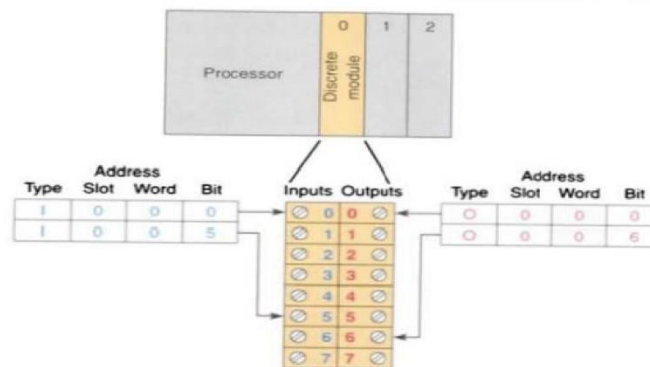 0 1 2
Processor
Discrete
module
Address
Type Slot Word Bit
I 0 0 0
I 0 0 5
Inputs Outputs
0 0
1 1
2 2
3 3
4 4
5 5
6 6
7 7
Address
Type Slot Word Bit
O 0 0 0
O 0 0 6